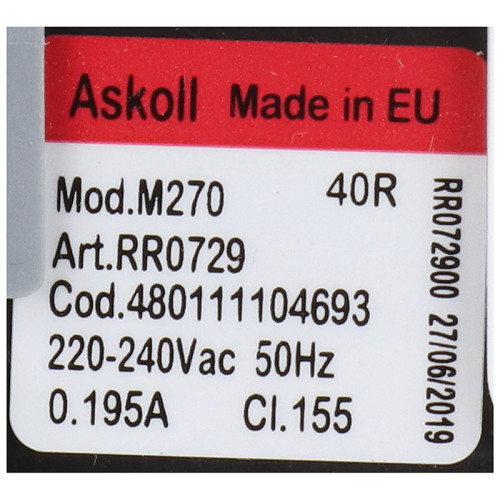 Askoll Made in EU
Mod.M270 40R
Art.RR0729
Cod.480111104693
220-240Vac 50Hz
0.195A Cl.155
RR072900 27/06/2019